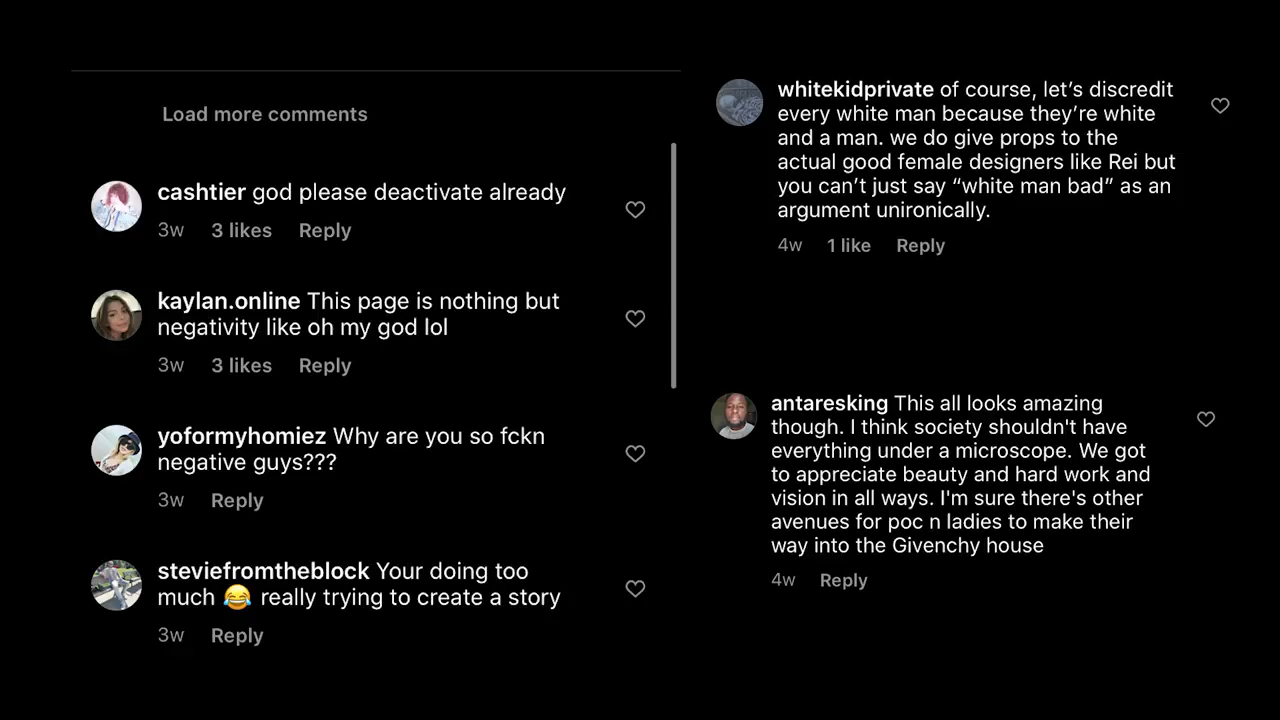 Load more comments
cashtier god please deactivate already
3w 3 likes Reply
kaylan.online This page is nothing but
negativity like oh my god lol
3w 3 likes Reply
yoformyhomiez Why are you so fckn
negative guys???
3w Reply
steviefromtheblock Your doing too
much 😂 really trying to create a story
3w Reply
whitekidprivate of course, let’s discredit
every white man because they’re white
and a man. we do give props to the
actual good female designers like Rei but
you can’t just say “white man bad” as an
argument unironically.
4w 1 like Reply
antaresking This all looks amazing
though. I think society shouldn't have
everything under a microscope. We got
to appreciate beauty and hard work and
vision in all ways. I'm sure there's other
avenues for poc n ladies to make their
way into the Givenchy house
4w Reply